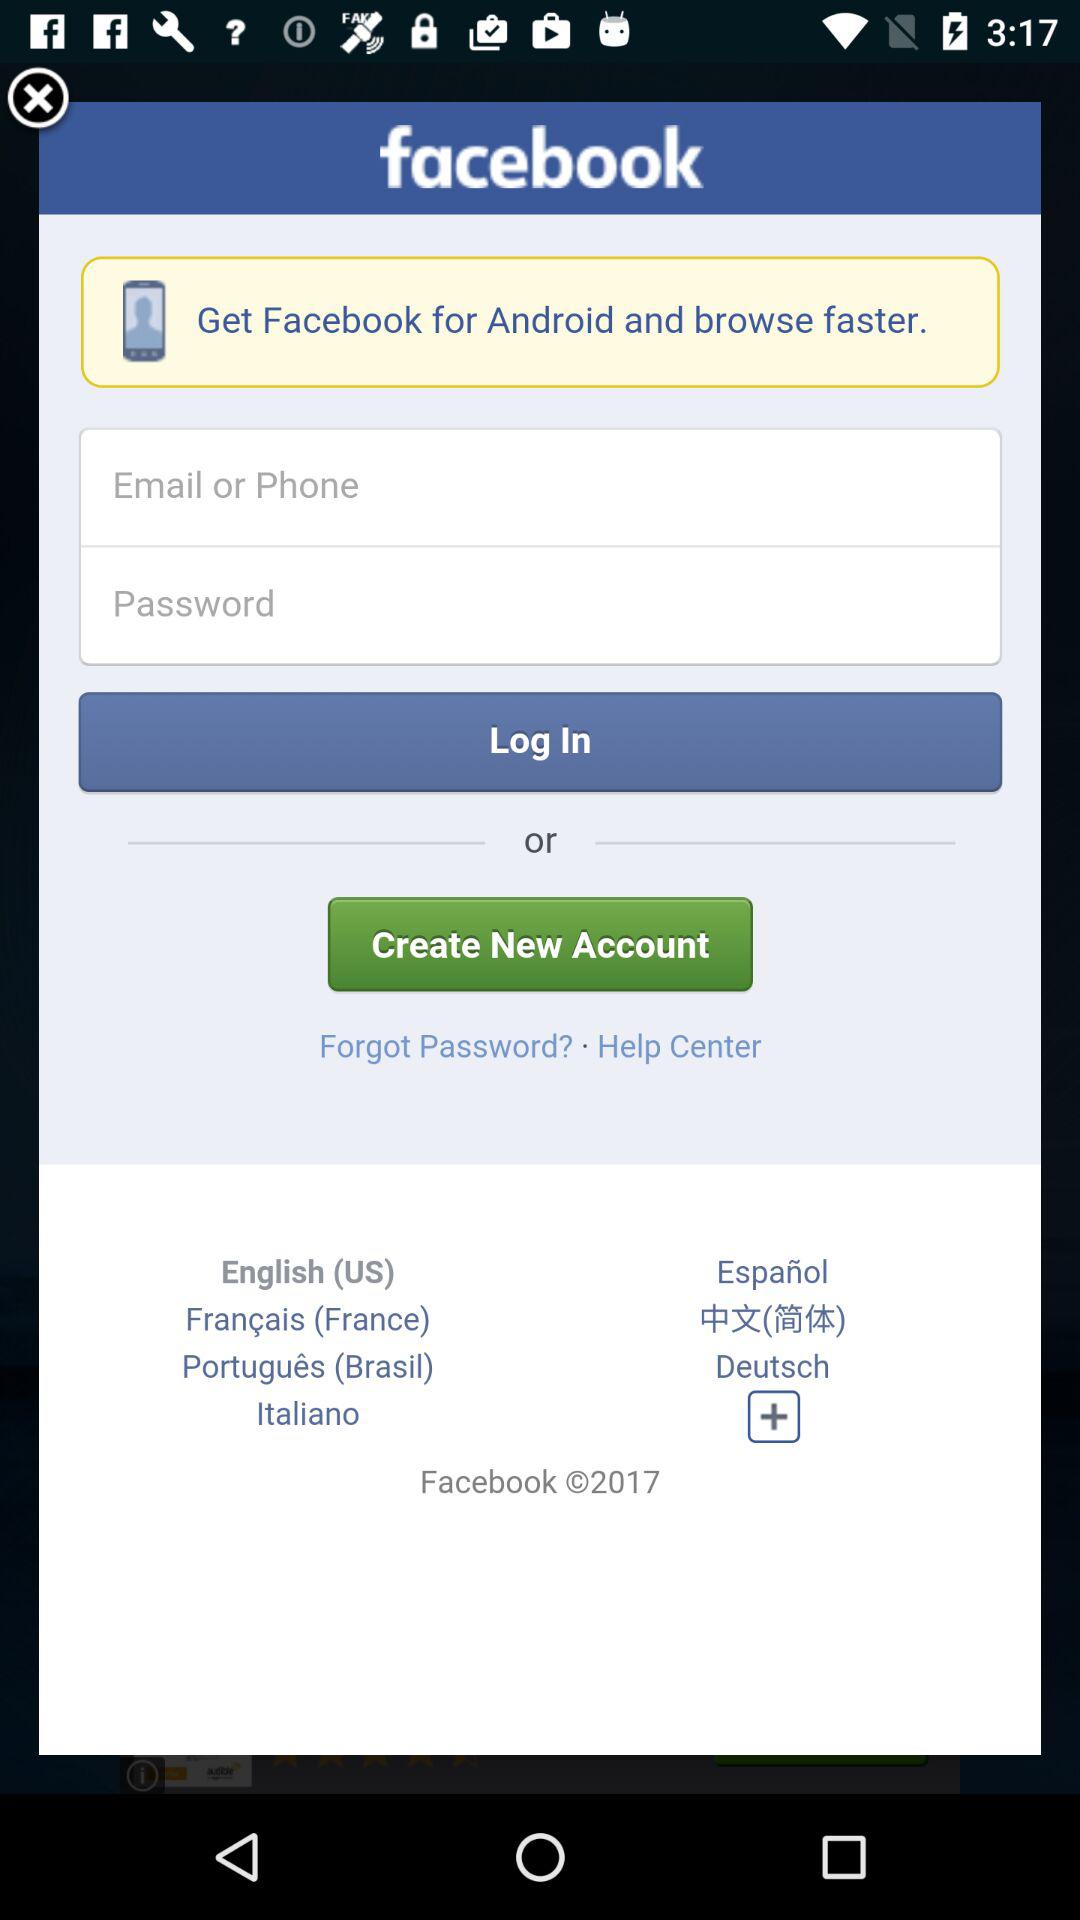 FAKE
3:17
facebook
Get Facebook for Android and browse faster.
Email or Phone
Password
Log In
or
Create New Account
Forgot Password? · Help Center
English (US)
Español
Français (France)
中文(简体)
Português (Brasil)
Deutsch
Italiano
Facebook ©2017
audible